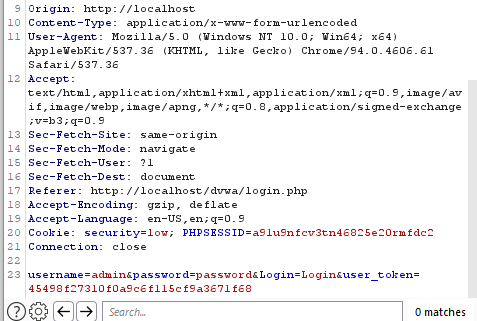 9 Origin: http://localhost
10 Content-Type: application/x-www-form-urlencoded
11 User-Agent: Mozilla/5.0 (Windows NT 10.0; Win64; x64)
AppleWebKit/537.36 (KHTML, like Gecko) Chrome/94.0.4606.61
Safari/537.36
12 Accept:
text/html,application/xhtml+xml,application/xml;q=0.9,image/av
if,image/webp,image/apng,*/*;q=0.8,application/signed-exchange
;v=b3;q=0.9
13 Sec-Fetch-Site: same-origin
14 Sec-Fetch-Mode: navigate
15 Sec-Fetch-User: ?1
16 Sec-Fetch-Dest: document
17 Referer: http://localhost/dvwa/login.php
18 Accept-Encoding: gzip, deflate
19 Accept-Language: en-US,en;q=0.9
20 Cookie: security=low; PHPSESSID=a91u9nfcv3tn46825e20rmfdc2
21 Connection: close
22
23 username=admin&password=password&Login=Login&user_token=
45498f27310f0a9c6f115cf9a3671f68
Search...
0 matches